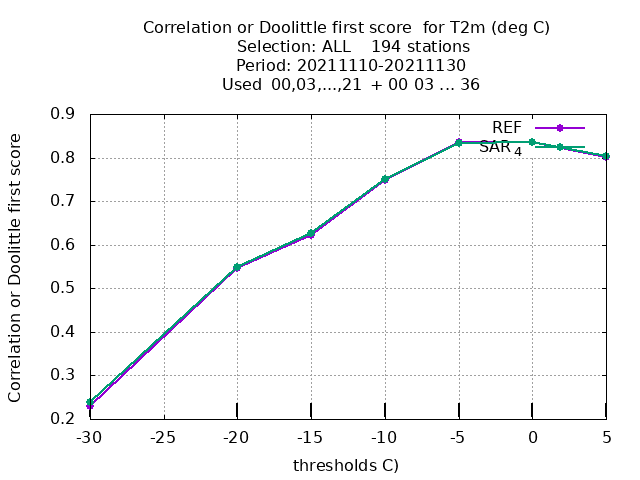 Correlation or Doolittle first score  for T2m (deg C)
Selection: ALL    194 stations
Period: 20211110-20211130
Used  00,03,...,21  + 00 03 ... 36
Correlation or Doolittle first score
0.9
0.8
0.7
0.6
0.5
0.4
0.3
0.2
REF
SAR4
-30 -25 -20 -15 -10 -5 0 5
thresholds C)